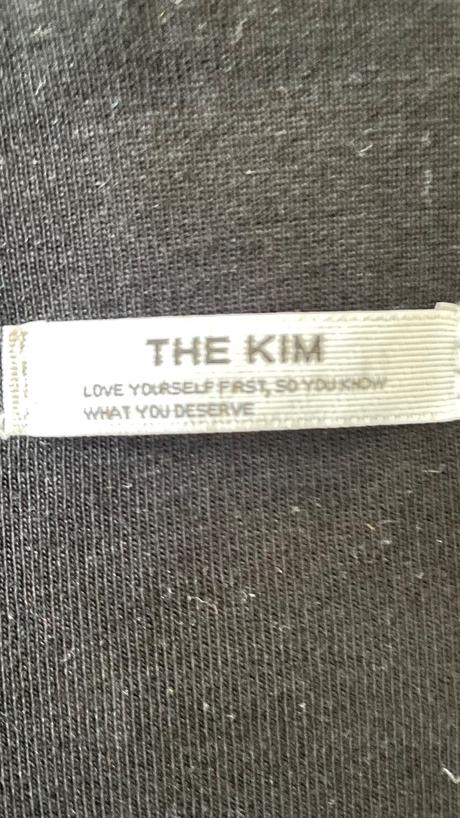 THE KIM
LOVE YOURSELF FIRST, SO YOU KNOW
WHAT YOU DESERVE